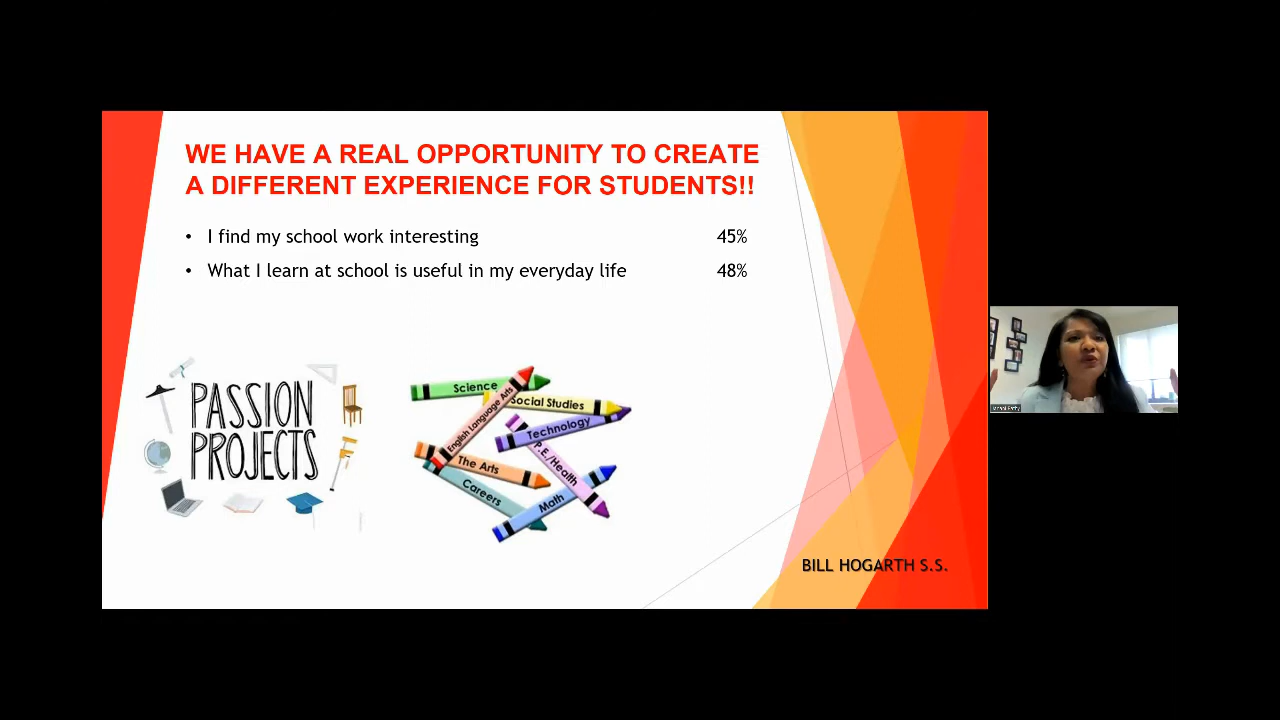 WE HAVE A REAL OPPORTUNITY TO CREATE
A DIFFERENT EXPERIENCE FOR STUDENTS!!
• I find my school work interesting 45%
• What I learn at school is useful in my everyday life 48%
PASSION
PROJECTS
Science
English Language Arts
Social Studies
Technology
P.E./Health
The Arts
Careers
Math
BILL HOGARTH S.S.